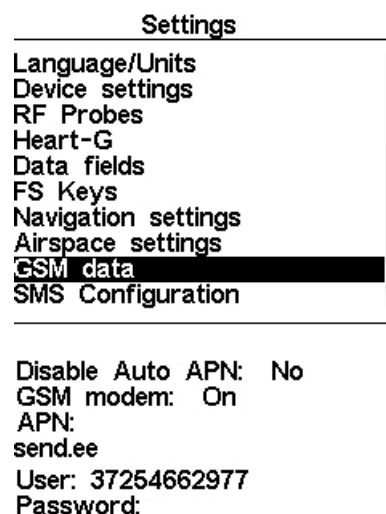 Settings
Language/Units
Device settings
RF Probes
Heart-G
Data fields
FS Keys
Navigation settings
Airspace settings
GSM data
SMS Configuration
Disable Auto APN: No
GSM modem: On
APN:
send.ee
User: 37254662977
Password: